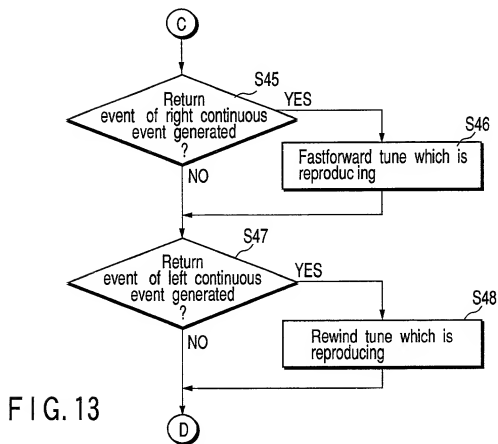 C
S45
Return
event of right continuous
event generated
?
YES
NO
S46
Fastforward tune which is
reproducing
S47
Return
event of left continuous
event generated
?
YES
NO
S48
Rewind tune which is
reproducing
D
FIG. 13